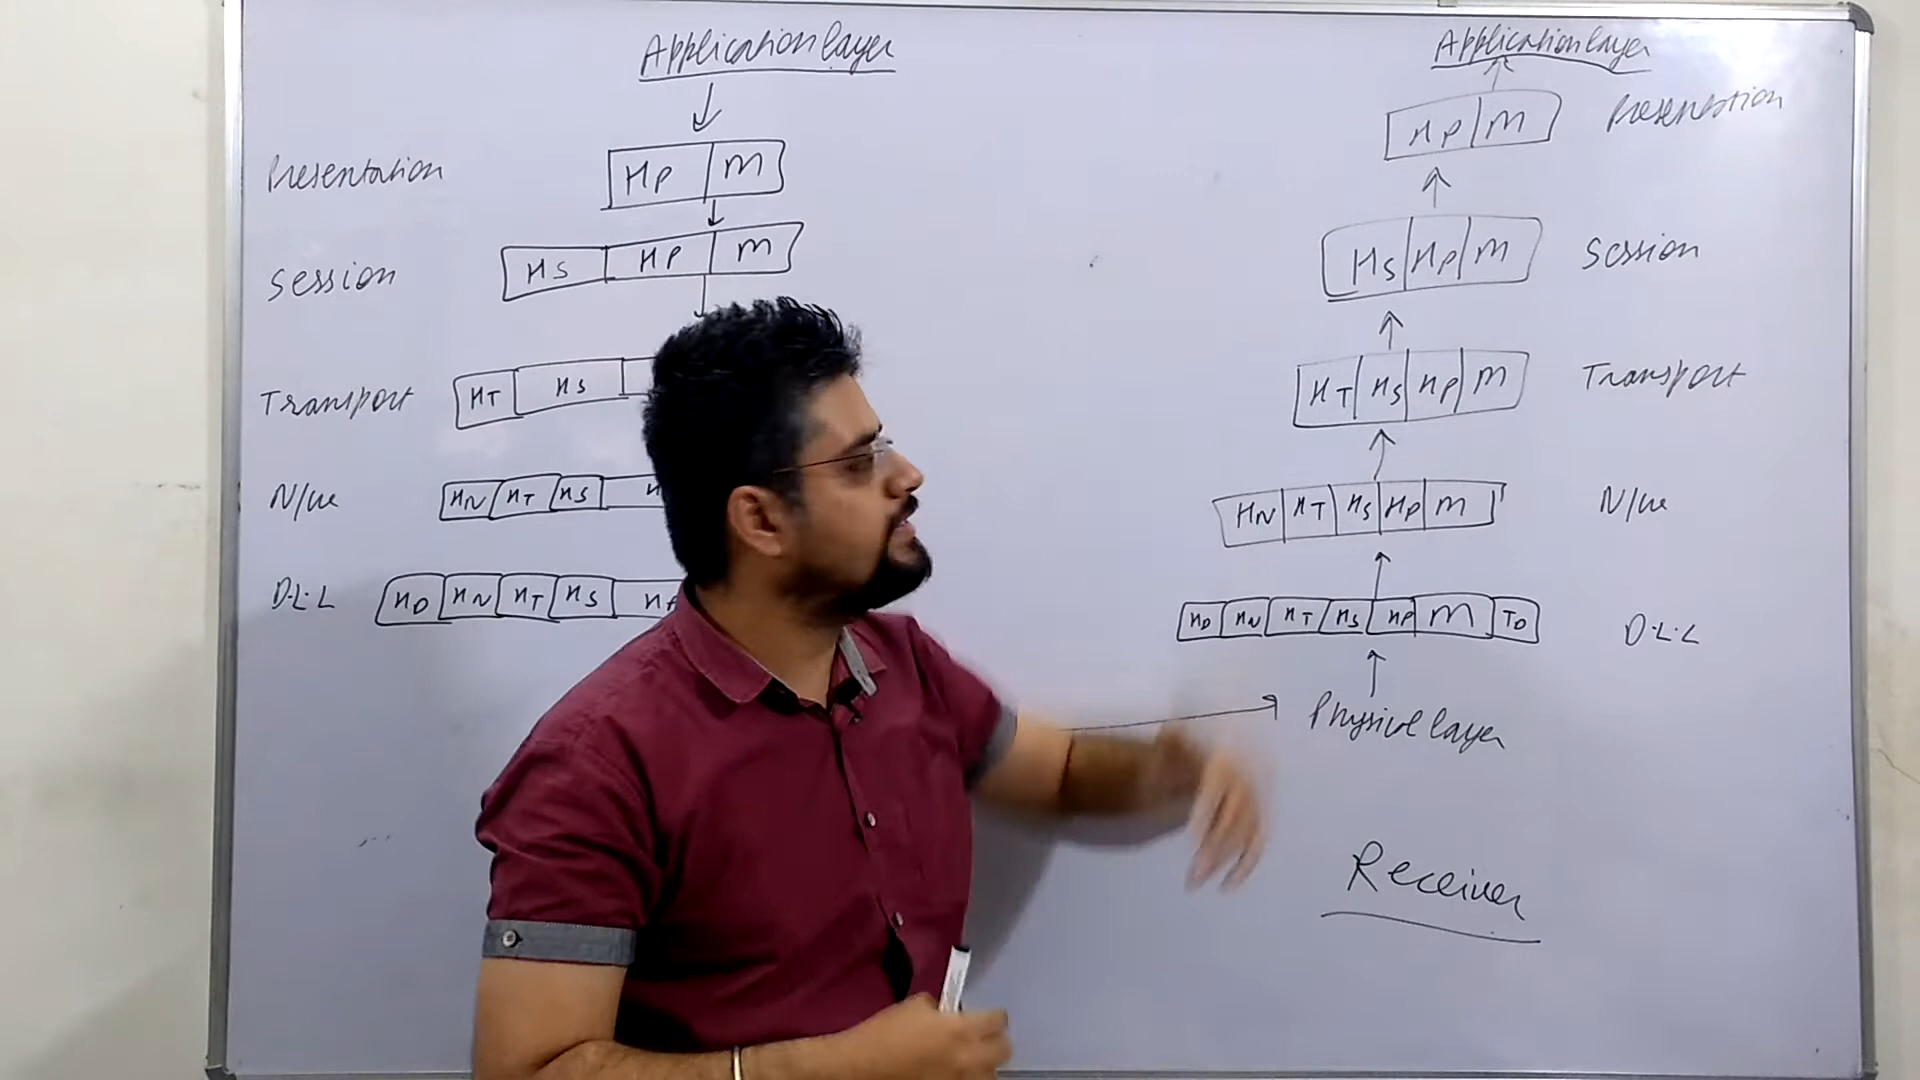 Application layer
Presentation
HP M
Session
HS HP M
Transport
HT HS
N/w
HN HT HS H
D.L.L
HD HN HT HS HP
Application layer
HP M Presentation
HS HP M Session
HT HS HP M Transport
HN HT HS HP M N/w
HD HN HT HS HP M TD D.L.L
Physical layer
Receiver